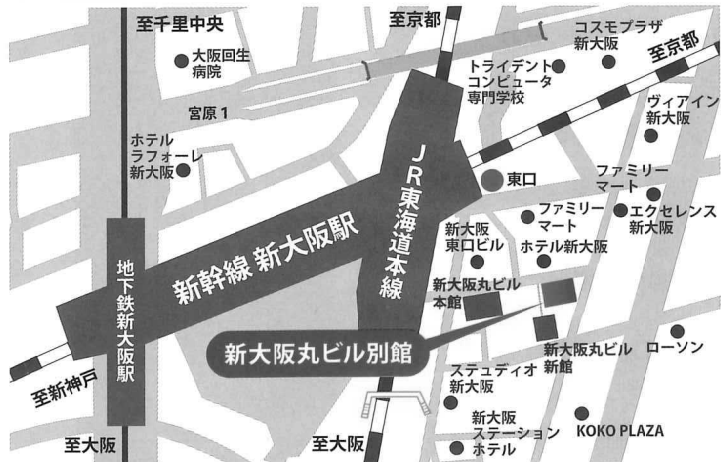 至千里中央
大阪回生
病院
宮原1
ホテル
ラフォーレ
新大阪
至京都
コスモプラザ
新大阪
至京都
トライデント
コンピュータ
専門学校
ヴィアイン
新大阪
JR東海道本線
東口
ファミリー
マート
ファミリー
マート
エクセレンス
新大阪
新大阪
東口ビル
ホテル新大阪
新幹線 新大阪駅
地下鉄新大阪駅
新大阪丸ビル
本館
新大阪丸ビル別館
新大阪丸ビル
新館
ローソン
至新神戸
ステュディオ
新大阪
新大阪
ステーション
ホテル
KOKO PLAZA
至大阪
至大阪